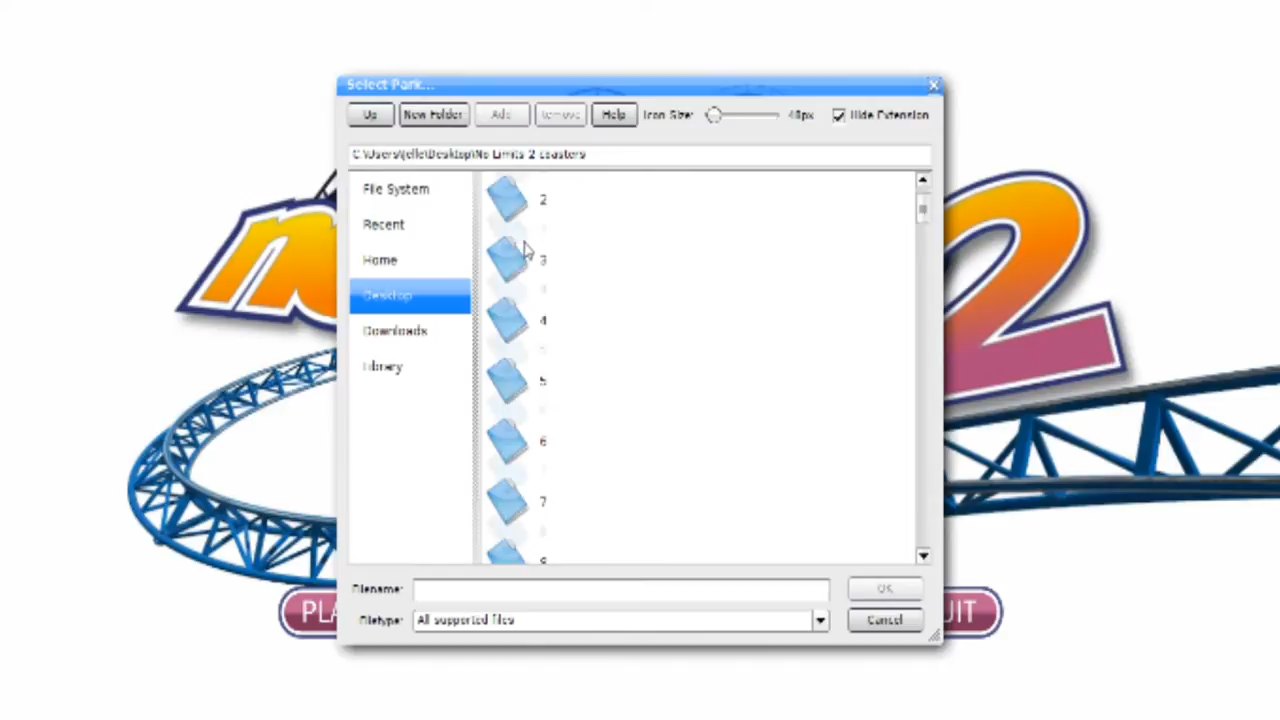 Select Park...
Up
New Folder
Add
Remove
Help
Icon Size:
48px
Hide Extension
C:\Users\jelle\Desktop\No Limits 2 coasters
File System
Recent
Home
Desktop
Downloads
Library
2
3
4
5
6
7
8
Filename:
OK
Filetype:
All supported files
Cancel
n
2
PLA
UIT